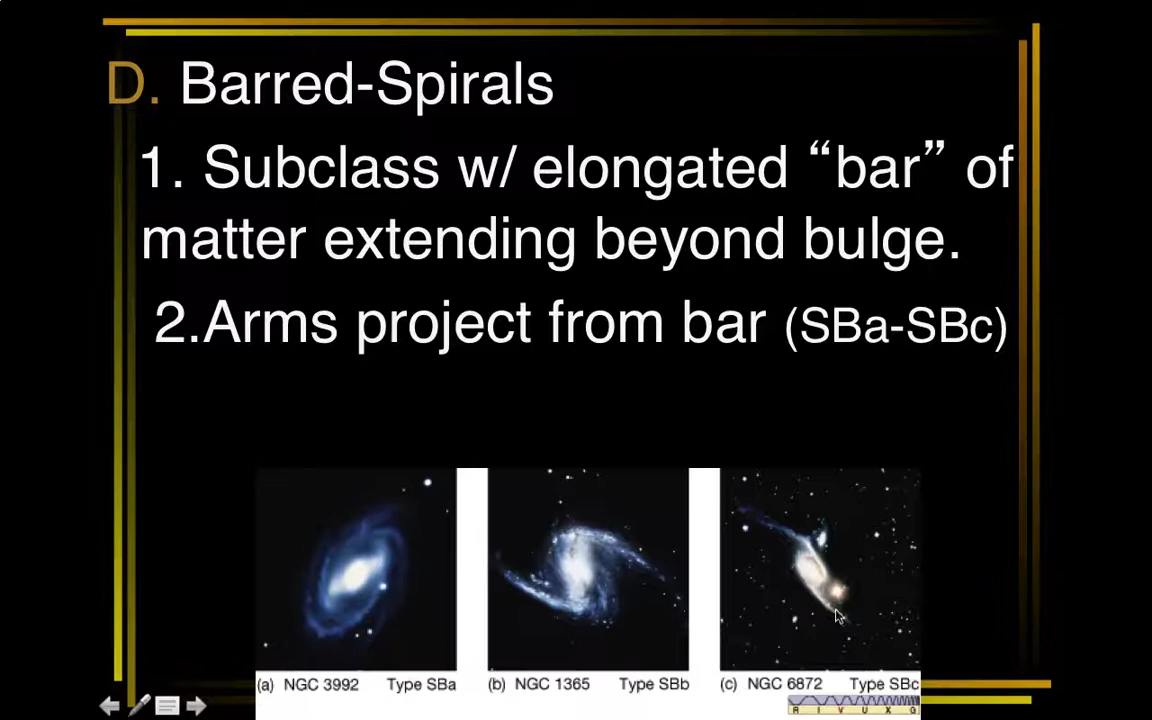 D. Barred-Spirals
1. Subclass w/ elongated “bar” of
matter extending beyond bulge.
2.Arms project from bar (SBa-SBc)
(a) NGC 3992 Type SBa
(b) NGC 1365 Type SBb
(c) NGC 6872 Type SBc
R I V U X G